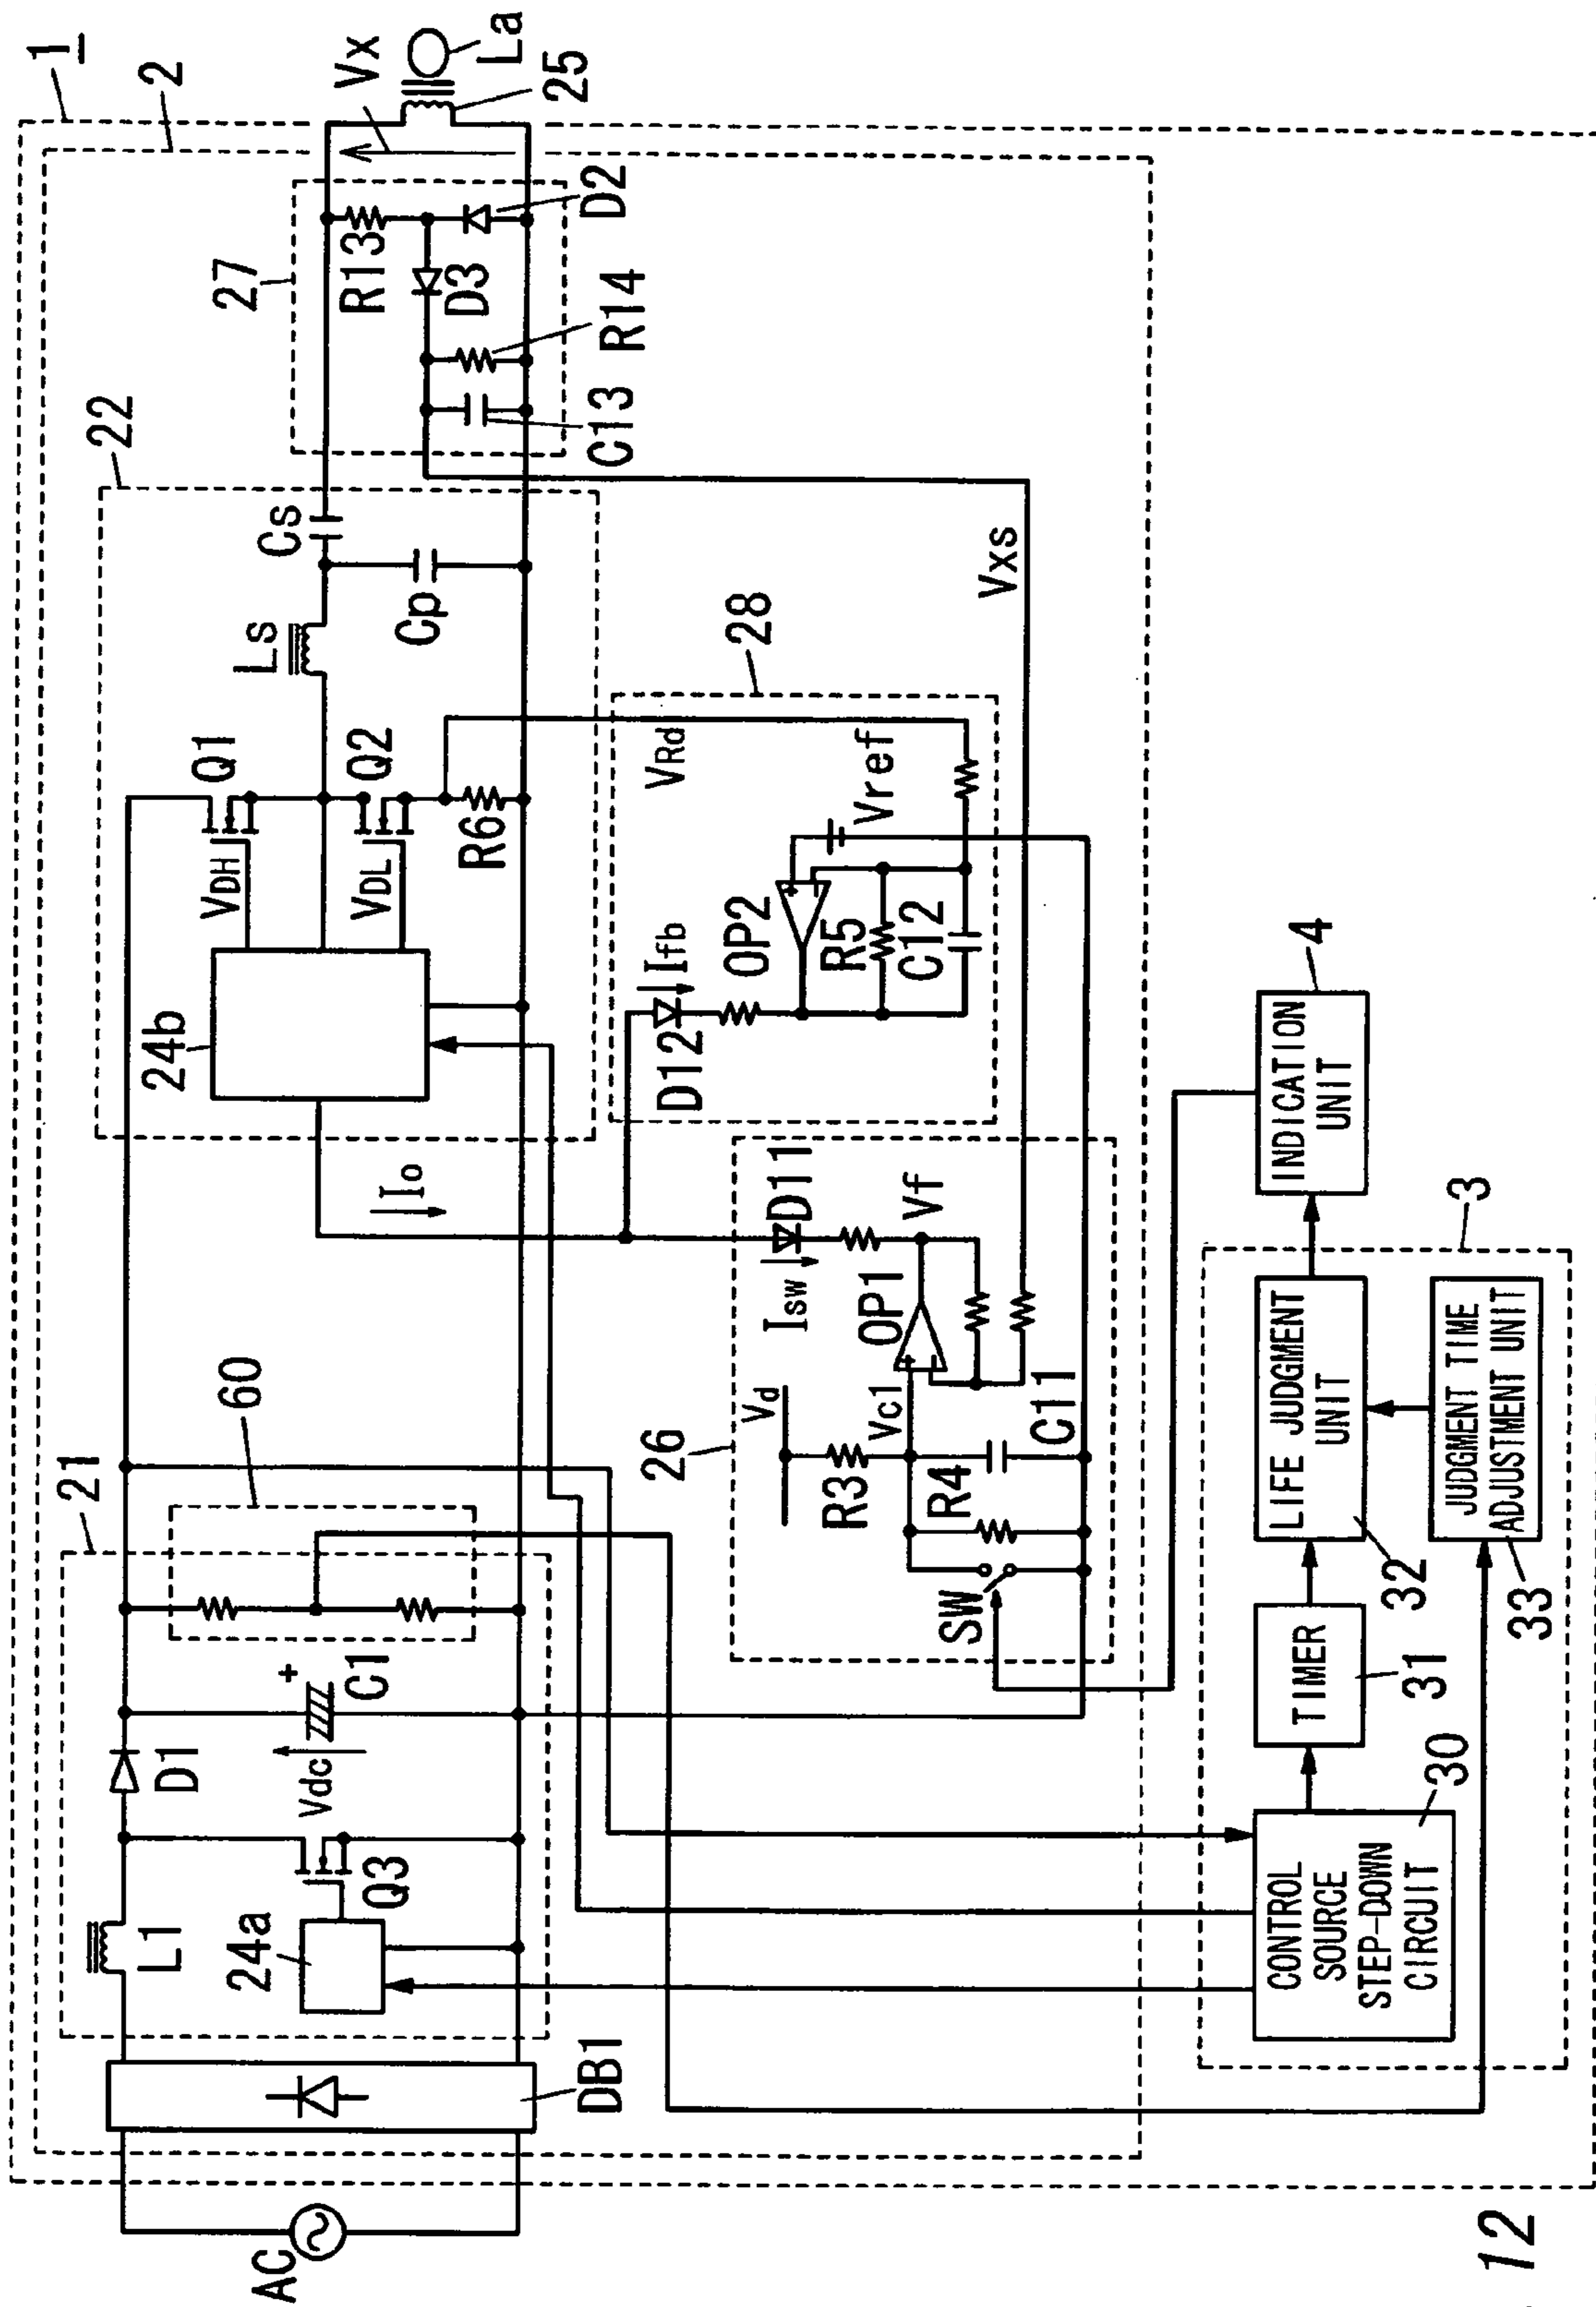 1
2
Vx
La
25
27
R13
D3
D2
R14
C13
22
Cs
Cp
Ls
Q1
Q2
VDH
VDL
R6
24b
Io
28
VRd
Vref
OP2
R5
C12
Ifb
D12
Vxs
21
60
L1
D1
C1
+
Vdc
Q3
24a
DB1
AC
26
Vd
Isw
D11
Vf
OP1
Vc1
R3
R4
C11
SW
+
-
+
-
4
INDICATION
UNIT
3
LIFE JUDGMENT
UNIT
32
JUDGMENT TIME
ADJUSTMENT UNIT
33
TIMER
31
CONTROL
SOURCE
STEP-DOWN
CIRCUIT
30
12